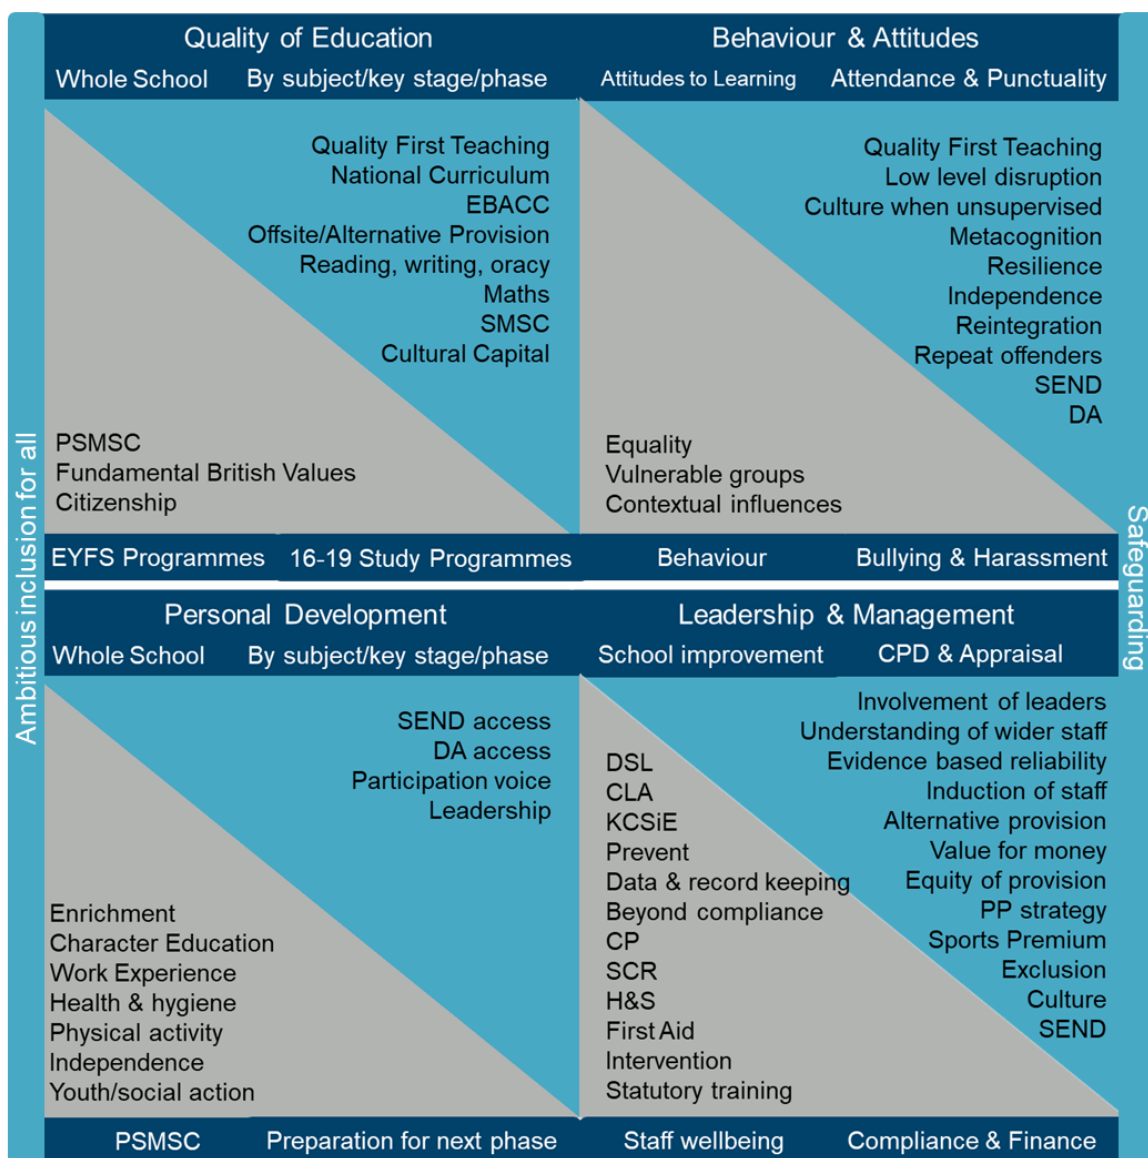 Quality of Education
Whole School
By subject/key stage/phase
Quality First Teaching
National Curriculum
EBACC
Offsite/Alternative Provision
Reading, writing, oracy
Maths
SMSC
Cultural Capital
PSMSC
Fundamental British Values
Citizenship
EYFS Programmes
16-19 Study Programmes
Behaviour & Attitudes
Attitudes to Learning
Attendance & Punctuality
Quality First Teaching
Low level disruption
Culture when unsupervised
Metacognition
Resilience
Independence
Reintegration
Repeat offenders
SEND
DA
Equality
Vulnerable groups
Contextual influences
Behaviour
Bullying & Harassment
Personal Development
Whole School
By subject/key stage/phase
SEND access
DA access
Participation voice
Leadership
Enrichment
Character Education
Work Experience
Health & hygiene
Physical activity
Independence
Youth/social action
PSMSC
Preparation for next phase
Leadership & Management
School improvement
CPD & Appraisal
Involvement of leaders
Understanding of wider staff
Evidence based reliability
Induction of staff
Alternative provision
Value for money
Equity of provision
PP strategy
Sports Premium
Exclusion
Culture
SEND
DSL
CLA
KCSiE
Prevent
Data & record keeping
Beyond compliance
CP
SCR
H&S
First Aid
Intervention
Statutory training
Staff wellbeing
Compliance & Finance
Ambitious inclusion for all
Safeguarding